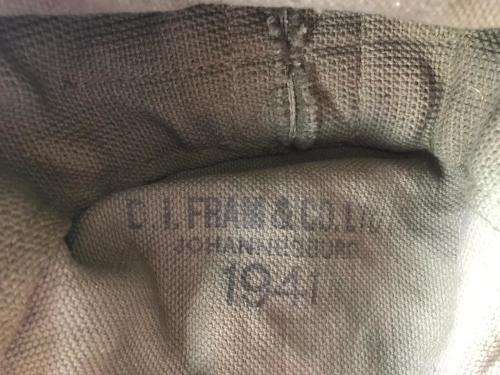 D. I. FRAM & CO. LTD
JOHANNESBURG
1941